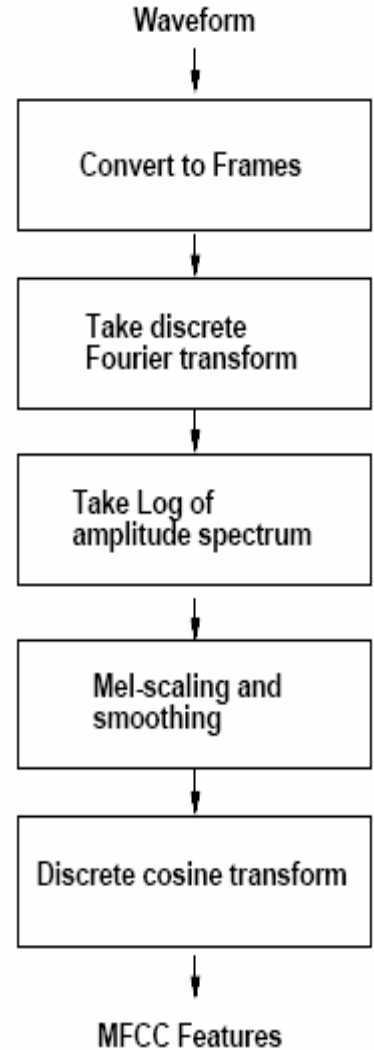 Waveform
Convert to Frames
Take discrete
Fourier transform
Take Log of
amplitude spectrum
Mel-scaling and
smoothing
Discrete cosine transform
MFCC Features